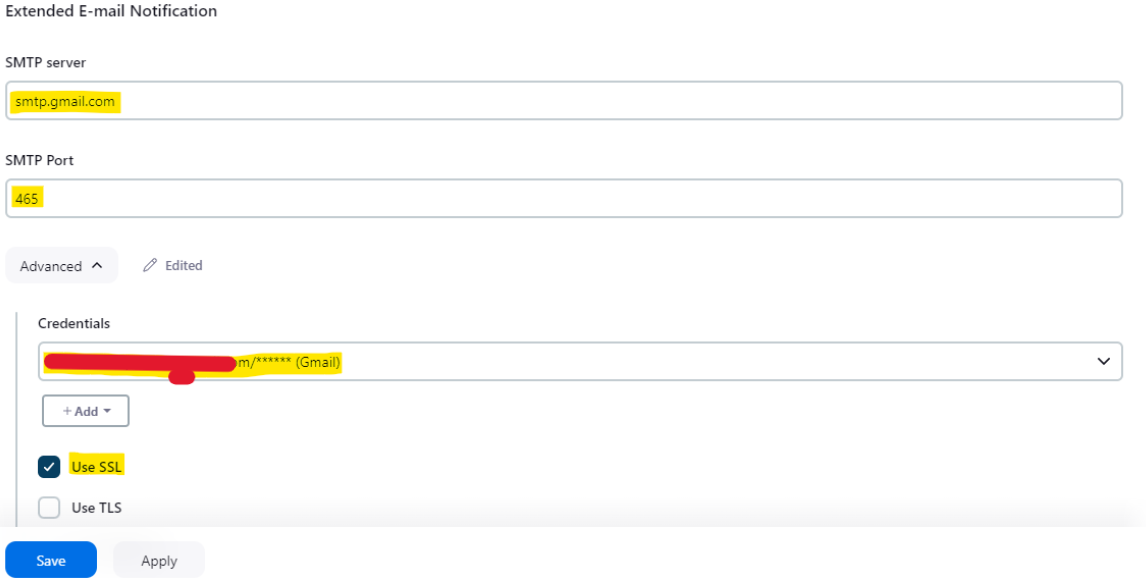 Extended E-mail Notification
SMTP server
smtp.gmail.com
SMTP Port
465
Advanced
Edited
Credentials
m/****** (Gmail)
+ Add
Use SSL
Use TLS
Save
Apply